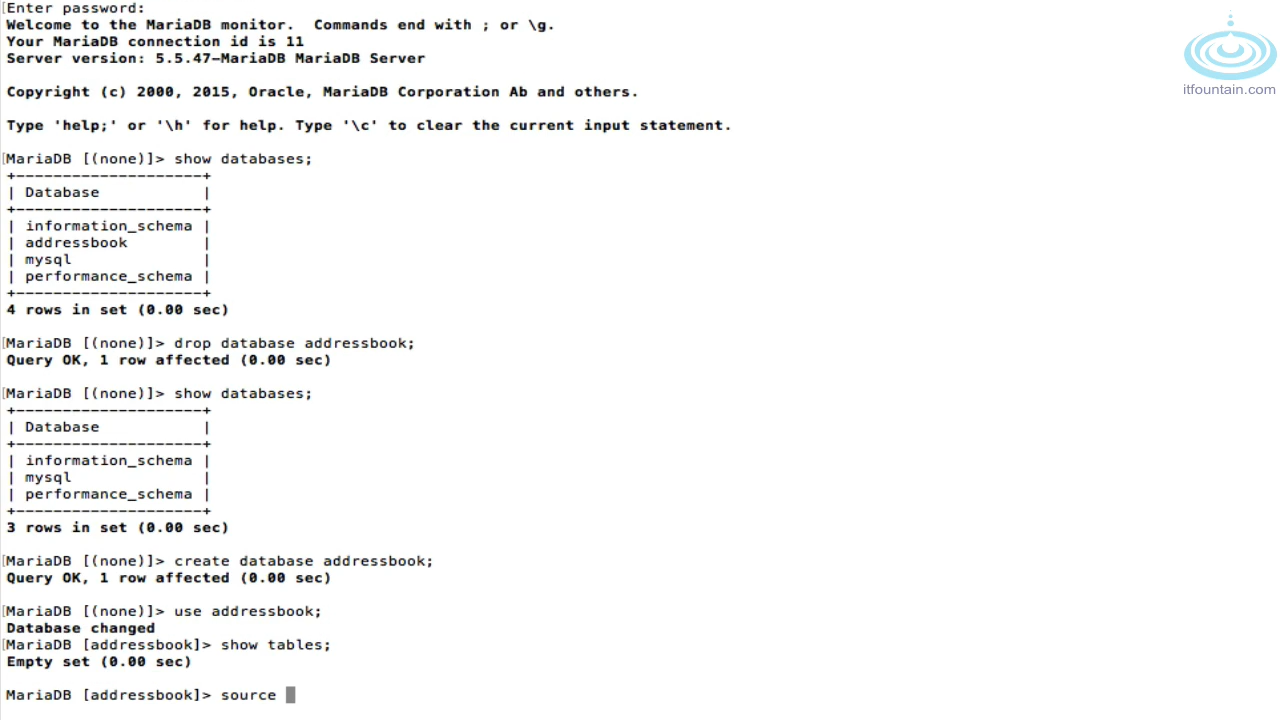 Enter password:
Welcome to the MariaDB monitor.  Commands end with ; or \g.
Your MariaDB connection id is 11
Server version: 5.5.47-MariaDB MariaDB Server
Copyright (c) 2000, 2015, Oracle, MariaDB Corporation Ab and others.
Type 'help;' or '\h' for help. Type '\c' to clear the current input statement.
[MariaDB [(none)]> show databases;
+--------------------+
| Database           |
+--------------------+
| information_schema |
| addressbook        |
| mysql              |
| performance_schema |
+--------------------+
4 rows in set (0.00 sec)
[MariaDB [(none)]> drop database addressbook;
Query OK, 1 row affected (0.00 sec)
[MariaDB [(none)]> show databases;
+--------------------+
| Database           |
+--------------------+
| information_schema |
| mysql              |
| performance_schema |
+--------------------+
3 rows in set (0.00 sec)
[MariaDB [(none)]> create database addressbook;
Query OK, 1 row affected (0.00 sec)
[MariaDB [(none)]> use addressbook;
Database changed
[MariaDB [addressbook]> show tables;
Empty set (0.00 sec)
MariaDB [addressbook]> source
itfountain.com